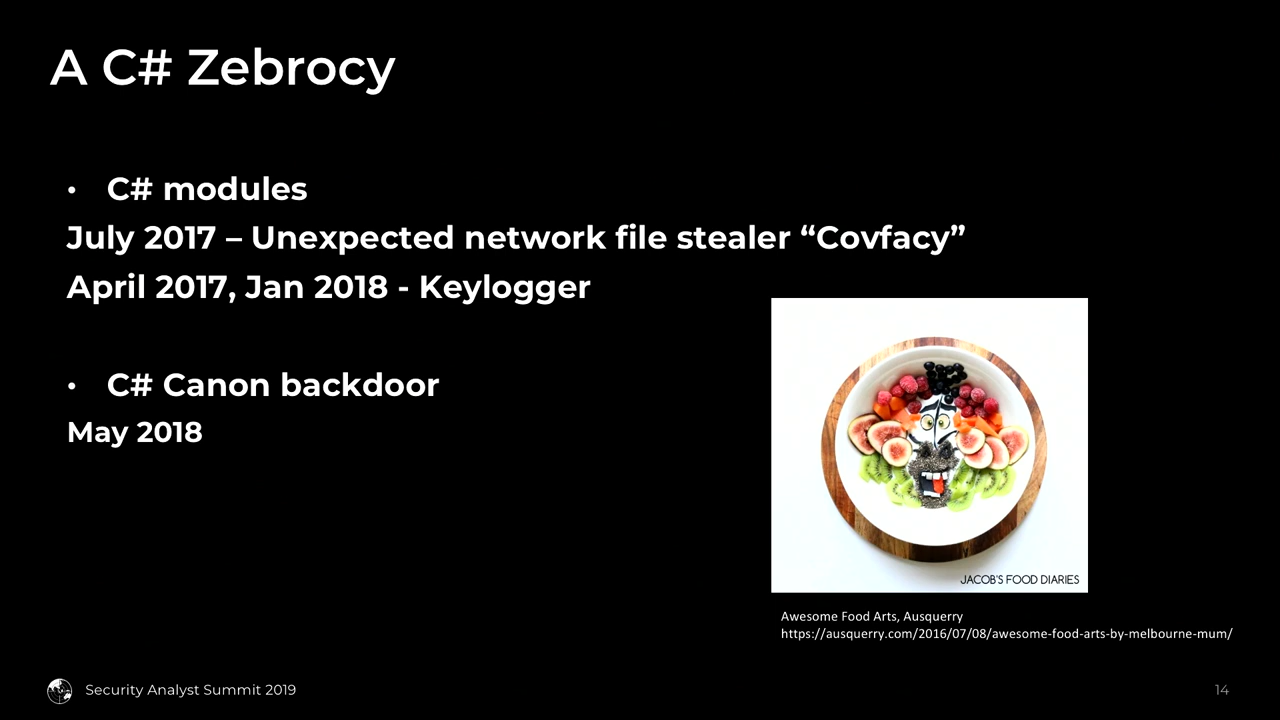 A C# Zebrocy
• C# modules
July 2017 – Unexpected network file stealer “Covfacy”
April 2017, Jan 2018 - Keylogger
• C# Canon backdoor
May 2018
JACOB'S FOOD DIARIES
Awesome Food Arts, Ausquerry
https://ausquerry.com/2016/07/08/awesome-food-arts-by-melbourne-mum/
Security Analyst Summit 2019
14